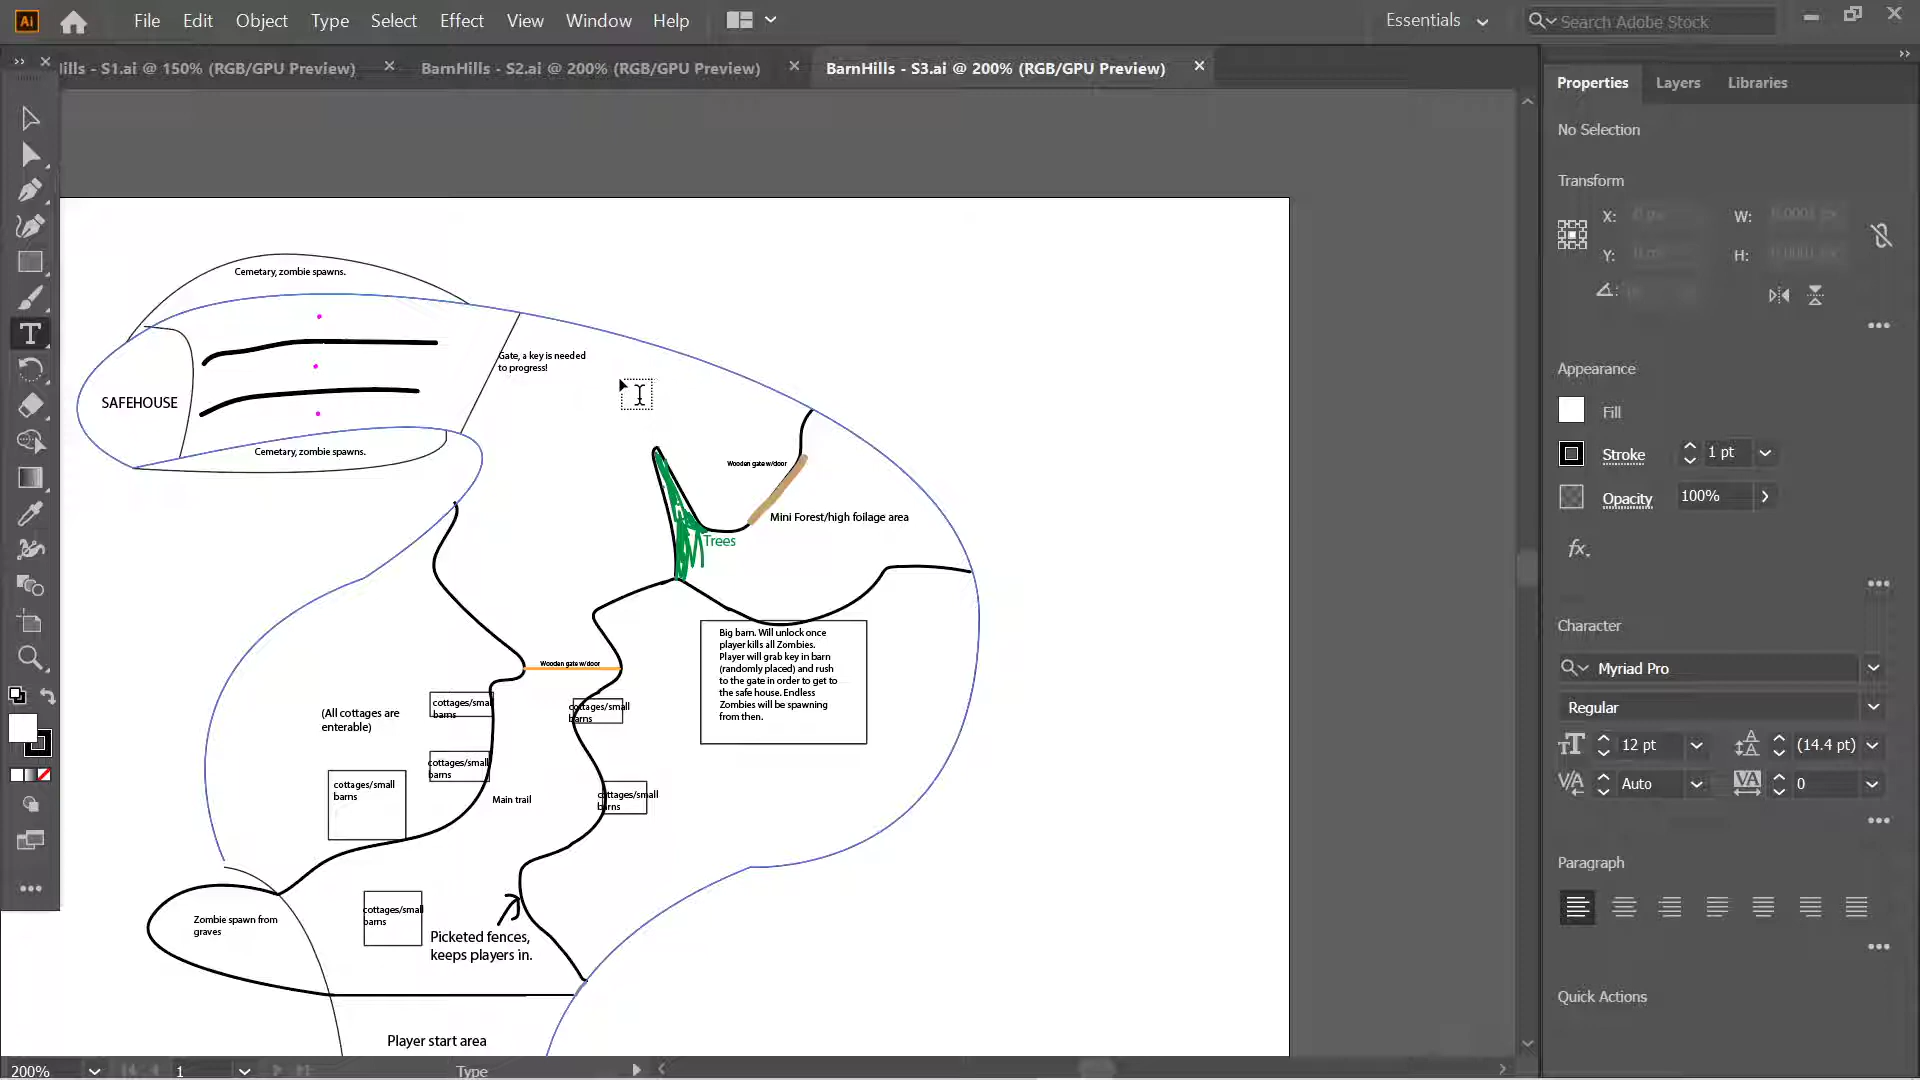 Ai File Edit Object Type Select Effect View Window Help Essentials Search Adobe Stock
ills - S1.ai @ 150% (RGB/GPU Preview) BarnHills - S2.ai @ 200% (RGB/GPU Preview) BarnHills - S3.ai @ 200% (RGB/GPU Preview)
Cemetary, zombie spawns.
Gate, a key is needed
to progress!
SAFEHOUSE
Cemetary, zombie spawns.
Wooden gate w/door
Mini Forest/high foilage area
Trees
Wooden gate w/door
Big barn. Will unlock once
player kills all Zombies.
Player will grab key in barn
(randomly placed) and rush
to the gate in order to get to
the safe house. Endless
Zombies will be spawning
from then.
cottages/small
barns
cottages/small
barns
(All cottages are
enterable)
cottages/small
barns
cottages/small
barns
Main trail
cottages/small
barns
cottages/small
barns
Zombie spawn from
graves
Picketed fences,
keeps players in.
Player start area
200% 1 Type
Properties Layers Libraries
No Selection
Transform
X: W:
Y: H:
Appearance
Fill
Stroke 1 pt
Opacity 100%
fx.
Character
Myriad Pro
Regular
12 pt (14.4 pt)
Auto 0
Paragraph
Quick Actions